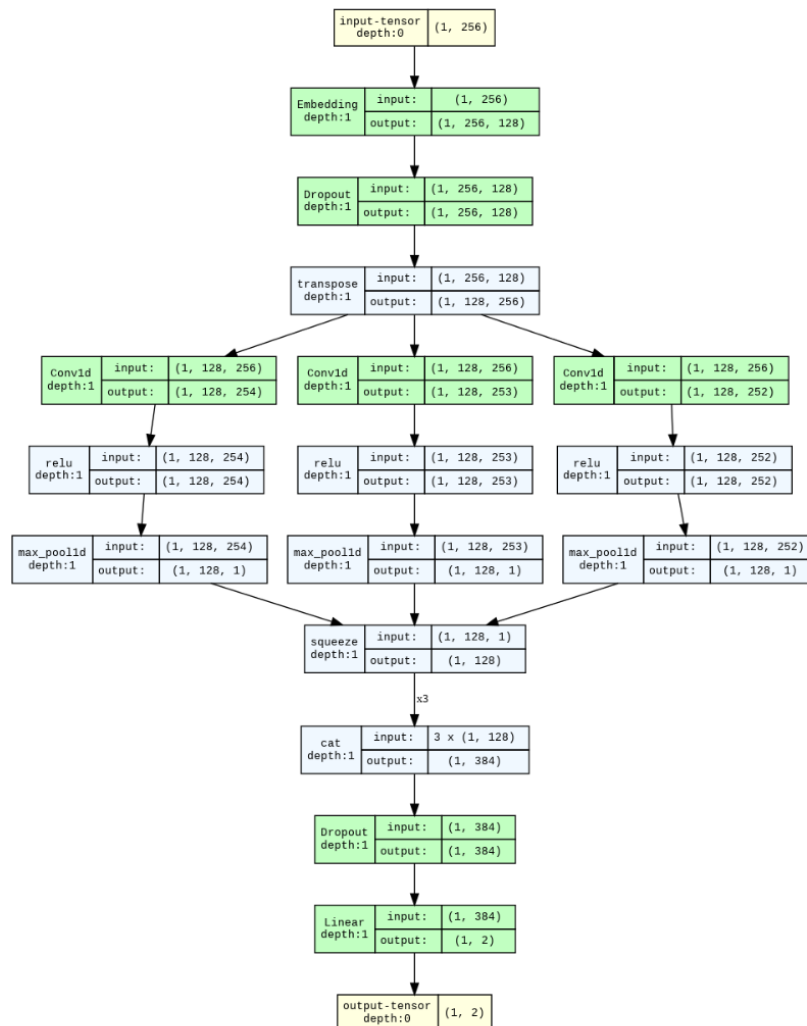 input-tensor
depth:0
(1, 256)
Embedding
depth:1
input:
(1, 256)
output:
(1, 256, 128)
Dropout
depth:1
input:
(1, 256, 128)
output:
(1, 256, 128)
transpose
depth:1
input:
(1, 256, 128)
output:
(1, 128, 256)
Conv1d
depth:1
input:
(1, 128, 256)
output:
(1, 128, 254)
Conv1d
depth:1
input:
(1, 128, 256)
output:
(1, 128, 253)
Conv1d
depth:1
input:
(1, 128, 256)
output:
(1, 128, 252)
relu
depth:1
input:
(1, 128, 254)
output:
(1, 128, 254)
relu
depth:1
input:
(1, 128, 253)
output:
(1, 128, 253)
relu
depth:1
input:
(1, 128, 252)
output:
(1, 128, 252)
max_pool1d
depth:1
input:
(1, 128, 254)
output:
(1, 128, 1)
max_pool1d
depth:1
input:
(1, 128, 253)
output:
(1, 128, 1)
max_pool1d
depth:1
input:
(1, 128, 252)
output:
(1, 128, 1)
squeeze
depth:1
input:
(1, 128, 1)
output:
(1, 128)
x3
cat
depth:1
input:
3 x (1, 128)
output:
(1, 384)
Dropout
depth:1
input:
(1, 384)
output:
(1, 384)
Linear
depth:1
input:
(1, 384)
output:
(1, 2)
output-tensor
depth:0
(1, 2)